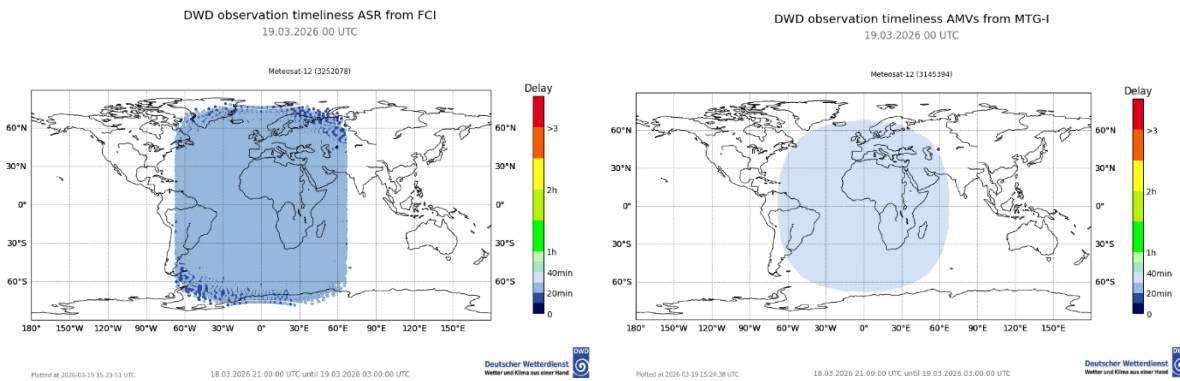 DWD observation timeliness ASR from FCI
19.03.2026 00 UTC
Meteosat-12 (3252078)
Delay
>3
2h
1h
40min
20min
0
60°N
30°N
0°
30°S
60°S
180°
150°W
120°W
90°W
60°W
30°W
0°
30°E
60°E
90°E
120°E
150°E
Plotted at 2026-03-19 15:23:51 UTC
18.03.2026 21:00:00 UTC until 19.03.2026 03:00:00 UTC
Deutscher Wetterdienst
Wetter und Klima aus einer Hand
DWD
DWD observation timeliness AMVs from MTG-I
19.03.2026 00 UTC
Meteosat-12 (3145394)
Delay
>3
2h
1h
40min
20min
0
60°N
30°N
0°
30°S
60°S
180°
150°W
120°W
90°W
60°W
30°W
0°
30°E
60°E
90°E
120°E
150°E
Plotted at 2026-03-19 15:24:38 UTC
18.03.2026 21:00:00 UTC until 19.03.2026 03:00:00 UTC
Deutscher Wetterdienst
Wetter und Klima aus einer Hand
DWD